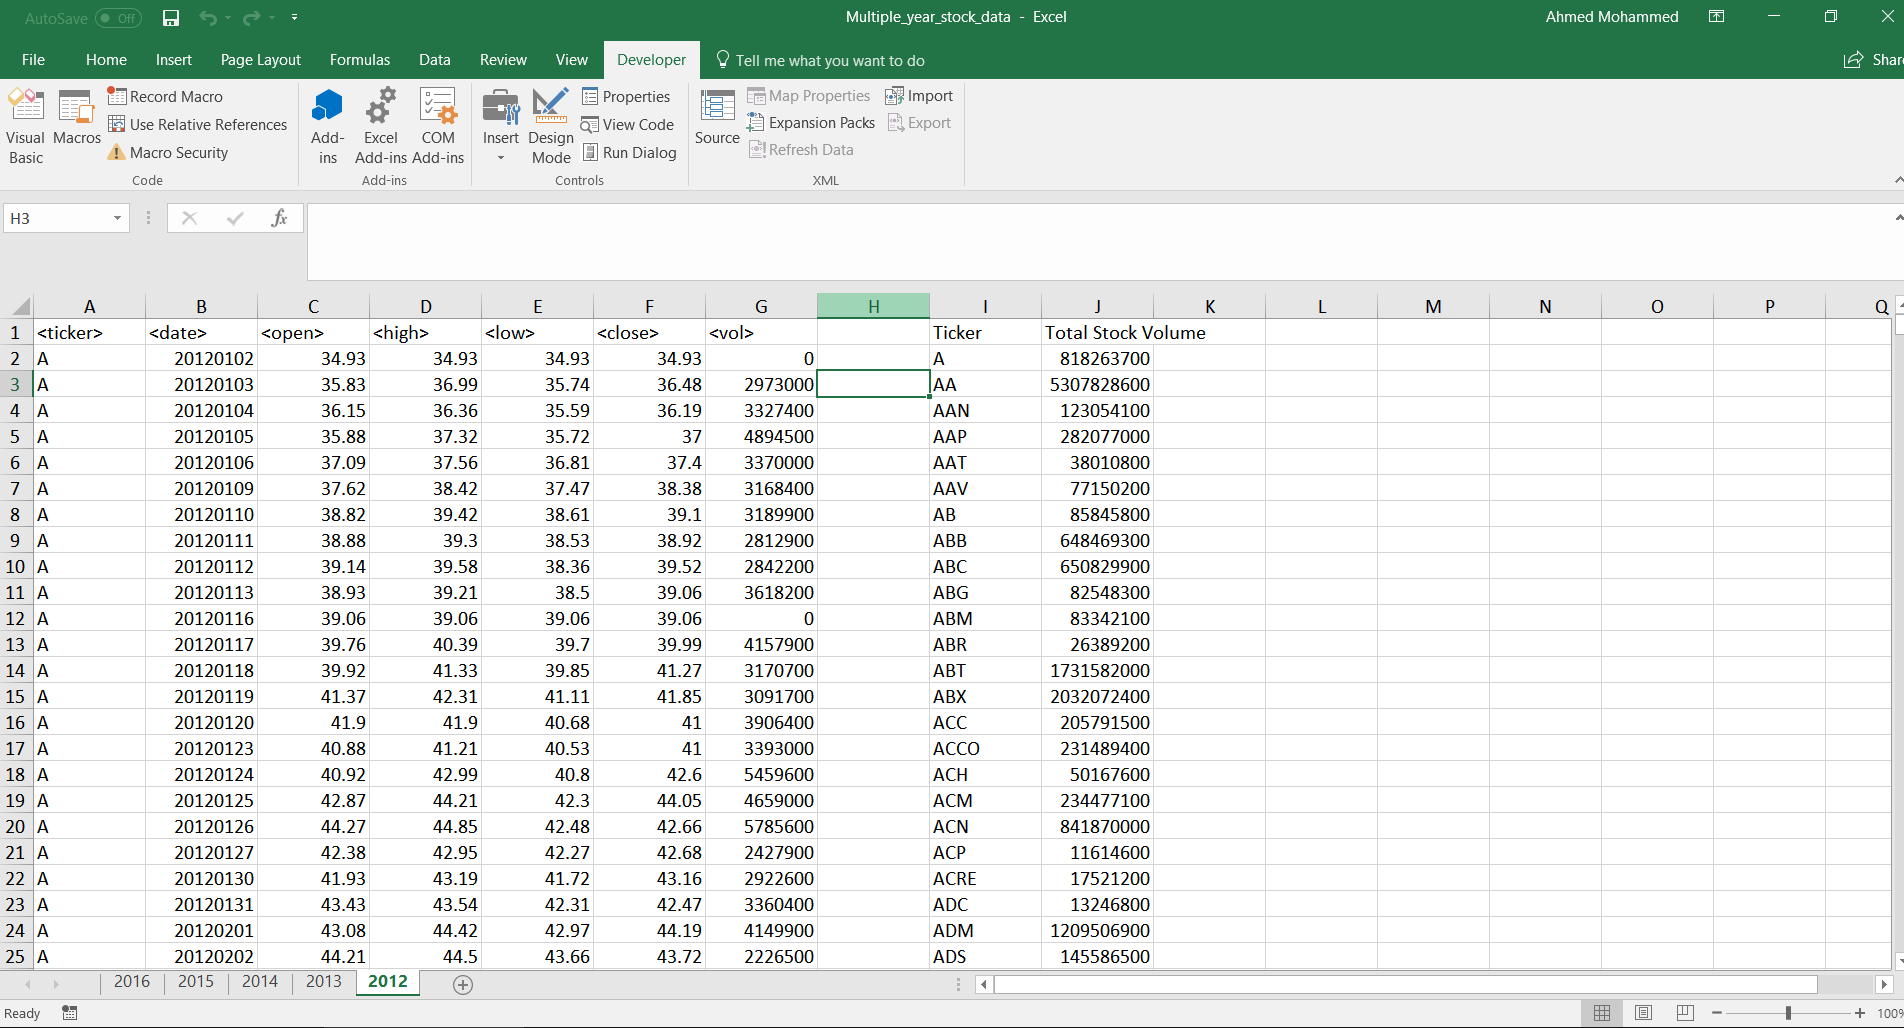 AutoSave Off Multiple_year_stock_data - Excel Ahmed Mohammed
File Home Insert Page Layout Formulas Data Review View Developer Tell me what you want to do Share
Visual Basic
Macros
Record Macro
Use Relative References
Macro Security
Code
Add-ins
Excel Add-ins
COM Add-ins
Add-ins
Insert
Design Mode
Properties
View Code
Run Dialog
Controls
Source
Map Properties
Expansion Packs
Refresh Data
Import
Export
XML
H3 fx
A B C D E F G H I J K L M N O P Q
1 <ticker> <date> <open> <high> <low> <close> <vol> Ticker Total Stock Volume
2 A 20120102 34.93 34.93 34.93 34.93 0 A 818263700
3 A 20120103 35.83 36.99 35.74 36.48 2973000 AA 5307828600
4 A 20120104 36.15 36.36 35.59 36.19 3327400 AAN 123054100
5 A 20120105 35.88 37.32 35.72 37 4894500 AAP 282077000
6 A 20120106 37.09 37.56 36.81 37.4 3370000 AAT 38010800
7 A 20120109 37.62 38.42 37.47 38.38 3168400 AAV 77150200
8 A 20120110 38.82 39.42 38.61 39.1 3189900 AB 85845800
9 A 20120111 38.88 39.3 38.53 38.92 2812900 ABB 648469300
10 A 20120112 39.14 39.58 38.36 39.52 2842200 ABC 650829900
11 A 20120113 38.93 39.21 38.5 39.06 3618200 ABG 82548300
12 A 20120116 39.06 39.06 39.06 39.06 0 ABM 83342100
13 A 20120117 39.76 40.39 39.7 39.99 4157900 ABR 26389200
14 A 20120118 39.92 41.33 39.85 41.27 3170700 ABT 1731582000
15 A 20120119 41.37 42.31 41.11 41.85 3091700 ABX 2032072400
16 A 20120120 41.9 41.9 40.68 41 3906400 ACC 205791500
17 A 20120123 40.88 41.21 40.53 41 3393000 ACCO 231489400
18 A 20120124 40.92 42.99 40.8 42.6 5459600 ACH 50167600
19 A 20120125 42.87 44.21 42.3 44.05 4659000 ACM 234477100
20 A 20120126 44.27 44.85 42.48 42.66 5785600 ACN 841870000
21 A 20120127 42.38 42.95 42.27 42.68 2427900 ACP 11614600
22 A 20120130 41.93 43.19 41.72 43.16 2922600 ACRE 17521200
23 A 20120131 43.43 43.54 42.31 42.47 3360400 ADC 13246800
24 A 20120201 43.08 44.42 42.97 44.19 4149900 ADM 1209506900
25 A 20120202 44.21 44.5 43.66 43.72 2226500 ADS 145586500
2016 2015 2014 2013 2012
Ready 100%